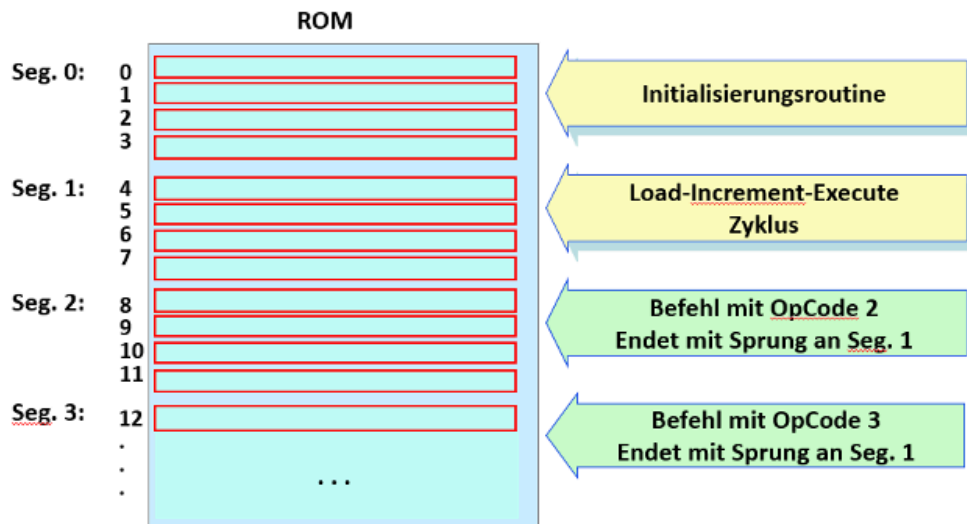 ROM
Seg. 0:
0
1
2
3
Initialisierungsroutine
Seg. 1:
4
5
6
7
Load-Increment-Execute
Zyklus
Seg. 2:
8
9
10
11
Befehl mit OpCode 2
Endet mit Sprung an Seg. 1
Seg. 3:
12
.
.
.
. . .
Befehl mit OpCode 3
Endet mit Sprung an Seg. 1